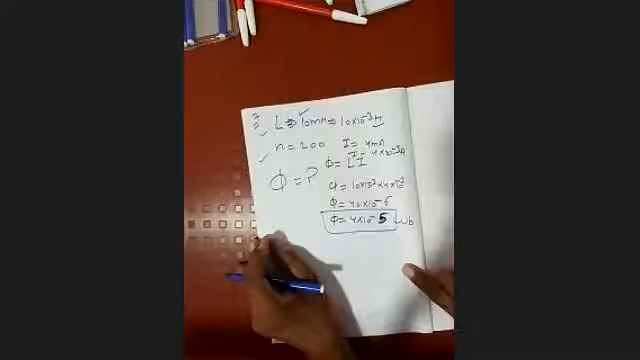 L ⇒ 10mH ⇒ 10×10⁻³H
n = 200 I = 4mA
I = 4×10⁻³A
Φ = LI
Φ = ?
Φ = 10×10⁻³×4×10⁻³
Φ = 40×10⁻⁶
Φ = 4×10⁻5 Wb